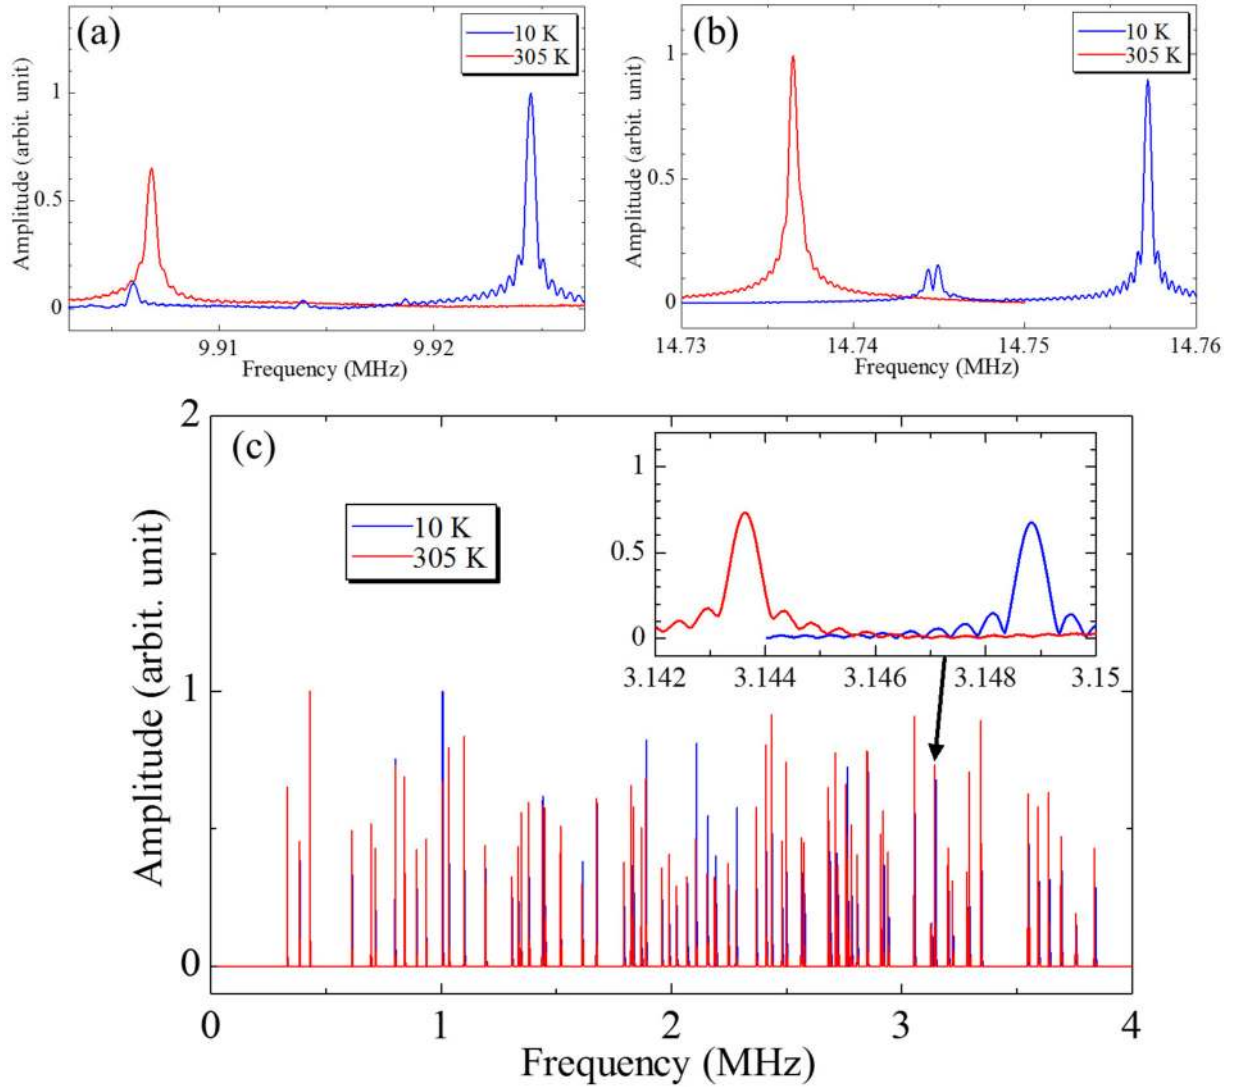 (a)
10 K
305 K
Amplitude (arbit. unit)
1
0.5
0
9.91
9.92
Frequency (MHz)
(b)
10 K
305 K
Amplitude (arbit. unit)
1
0.5
0
14.73
14.74
14.75
14.76
Frequency (MHz)
(c)
10 K
305 K
Amplitude (arbit. unit)
2
1
0
1
0.5
0
3.142
3.144
3.146
3.148
3.15
0
1
2
3
4
Frequency (MHz)